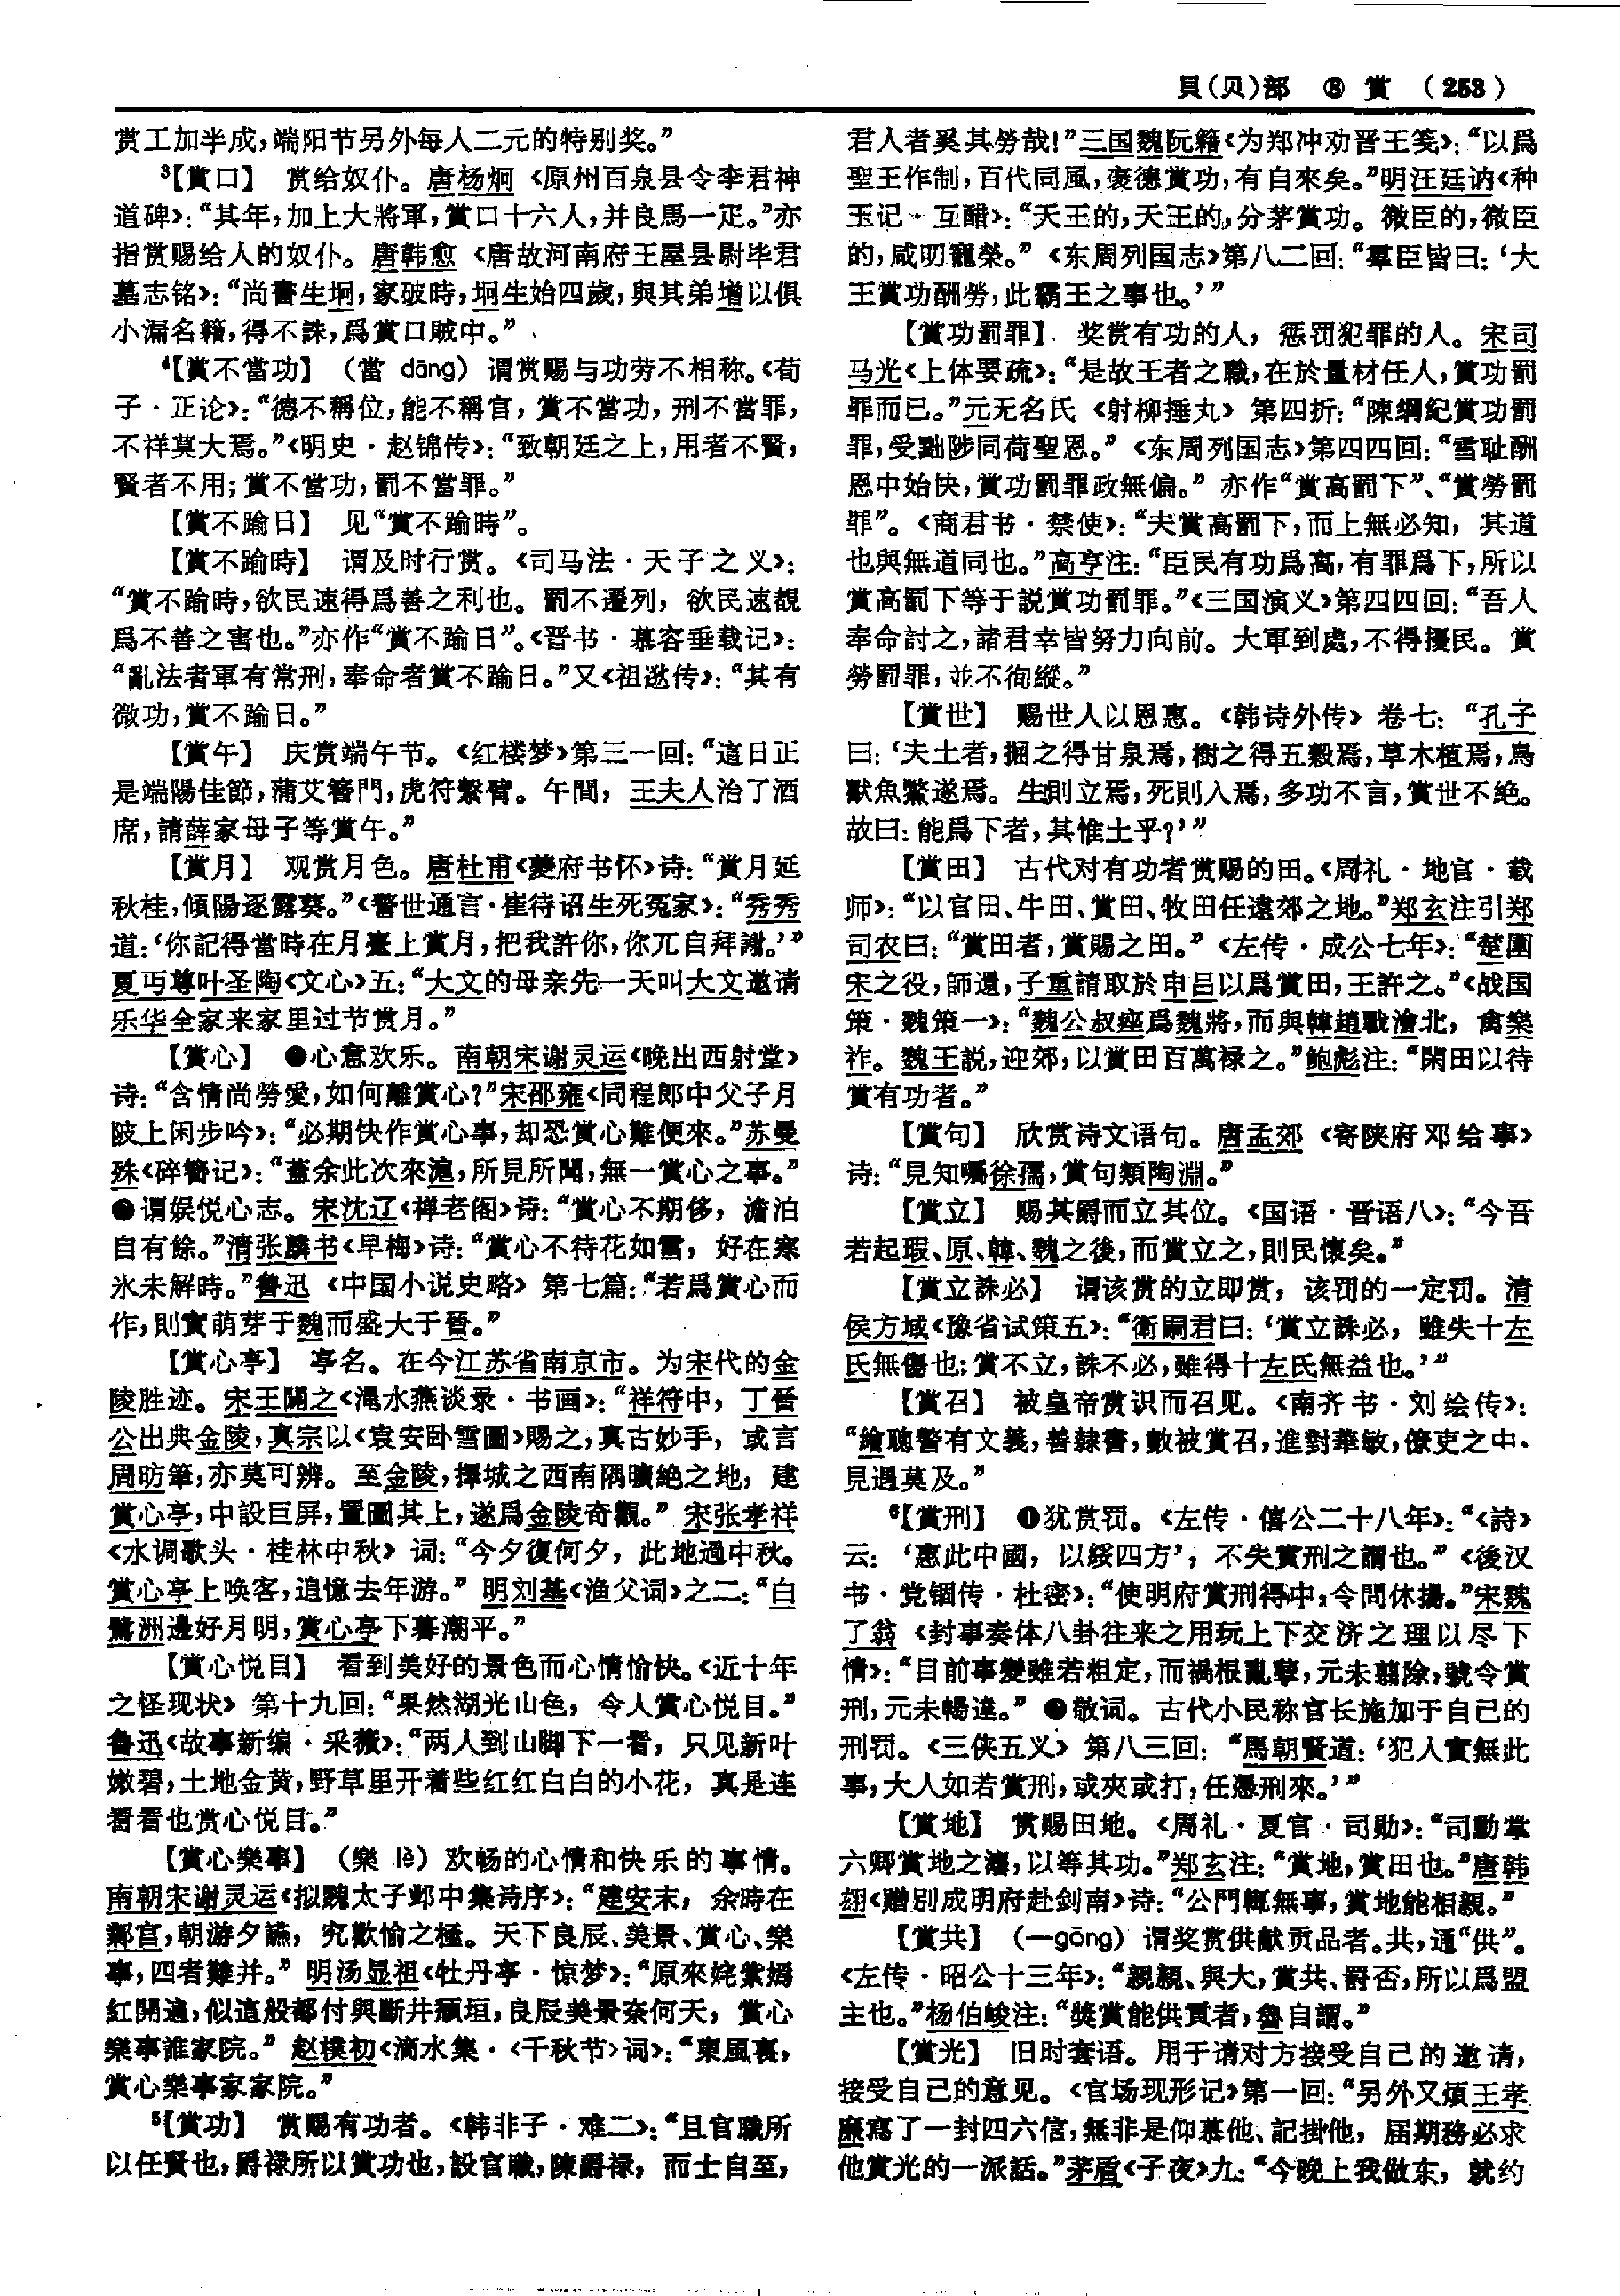 貝(贝)部 ⑧ 赏 (253)
赏工加半成,端阳节另外每人二元的特别奖。”
³【賞口】 赏给奴仆。唐杨炯《原州百泉县令李君神
道碑》:“其年,加上大將軍,賞口十六人,并良馬一疋。”亦
指赏赐给人的奴仆。唐韩愈《唐故河南府王屋县尉毕君
墓志铭》:“尚書生坰,家破時,坰生始四歲,與其弟增以俱
小漏名籍,得不誅,爲賞口賊中。”
⁴【賞不當功】 (當 dāng) 谓赏赐与功劳不相称。《荀
子·正论》:“德不稱位,能不稱官,賞不當功,刑不當罪,
不祥莫大焉。”《明史·赵锦传》:“致朝廷之上,用者不賢,
賢者不用;賞不當功,罰不當罪。”
【賞不踰日】 见“賞不踰時”。
【賞不踰時】 谓及时行赏。《司马法·天子之义》:
“賞不踰時,欲民速得爲善之利也。罰不遷列,欲民速覩
爲不善之害也。”亦作“賞不踰日”。《晋书·慕容垂载记》:
“亂法者軍有常刑,奉命者賞不踰日。”又《祖逖传》:“其有
微功,賞不踰日。”
【賞午】 庆赏端午节。《红楼梦》第三一回:“這日正
是端陽佳節,蒲艾簪門,虎符繫臂。午間,王夫人治了酒
席,請薛家母子等賞午。”
【賞月】 观赏月色。唐杜甫《夔府书怀》诗:“賞月延
秋桂,傾陽逐露葵。”《警世通言·崔待诏生死冤家》:“秀秀
道:‘你記得當時在月臺上賞月,把我許你,你兀自拜謝。’”
夏丏尊叶圣陶《文心》五:“大文的母亲先一天叫大文邀请
乐华全家来家里过节赏月。”
【賞心】 ❶心意欢乐。南朝宋谢灵运《晚出西射堂》
诗:“含情尚勞愛,如何離賞心?”宋邵雍《同程郎中父子月
陂上闲步吟》:“必期快作賞心事,却恐賞心難便來。”苏曼
殊《碎簪记》:“蓋余此次來滬,所見所聞,無一賞心之事。”
❷谓娱悦心志。宋沈辽《禅老阁》诗:“賞心不期侈,澹泊
自有餘。”清张麟书《早梅》诗:“賞心不待花如雪,好在寒
氷未解時。”鲁迅《中国小说史略》第七篇:“若爲賞心而
作,則實萌芽于魏而盛大于晉。”
【賞心亭】 亭名。在今江苏省南京市。为宋代的金
陵胜迹。宋王闢之《渑水燕谈录·书画》:“祥符中,丁晉
公出典金陵,真宗以《袁安卧雪圖》賜之,真古妙手,或言
周昉筆,亦莫可辨。至金陵,擇城之西南隅曠絶之地,建
賞心亭,中設巨屏,置圖其上,遂爲金陵奇觀。”宋张孝祥
《水调歌头·桂林中秋》词:“今夕復何夕,此地過中秋。
賞心亭上唤客,追憶去年游。”明刘基《渔父词》之二:“白
鷺洲邊好月明,賞心亭下暮潮平。”
【賞心悦目】 看到美好的景色而心情愉快。《近十年
之怪现状》第十九回:“果然湖光山色,令人賞心悦目。”
鲁迅《故事新编·采薇》:“两人到山脚下一看,只见新叶
嫩碧,土地金黄,野草里开着些红红白白的小花,真是连
看看也赏心悦目。”
【賞心樂事】 (樂 lè) 欢畅的心情和快乐的事情。
南朝宋谢灵运《拟魏太子邺中集诗序》:“建安末,余時在
鄴宫,朝游夕讌,究歡愉之極。天下良辰、美景、賞心、樂
事,四者難并。”明汤显祖《牡丹亭·惊梦》:“原來姹紫嫣
紅開遍,似這般都付與斷井頹垣,良辰美景奈何天,賞心
樂事誰家院。”赵樸初《滴水集·〈千秋节〉词》:“東風裏,
賞心樂事家家院。”
⁵【賞功】 赏赐有功者。《韩非子·难二》:“且官職所
以任賢也,爵禄所以賞功也,設官職,陳爵禄,而士自至,
君人者奚其勞哉!”三国魏阮籍《为郑冲劝晋王笺》:“以爲
聖王作制,百代同風,褒德賞功,有自來矣。”明汪廷讷《种
玉记·互醋》:“天王的,天王的,分茅賞功。微臣的,微臣
的,咸叨寵榮。”《东周列国志》第八二回:“羣臣皆曰:‘大
王賞功酬勞,此霸王之事也。’”
【賞功罰罪】 奖赏有功的人,惩罚犯罪的人。宋司
马光《上体要疏》:“是故王者之職,在於量材任人,賞功罰
罪而已。”元无名氏《射柳捶丸》第四折:“陳綱紀賞功罰
罪,受黜陟同荷聖恩。”《东周列国志》第四四回:“雪耻酬
恩中始快,賞功罰罪政無偏。”亦作“賞高罰下”、“賞勞罰
罪”。《商君书·禁使》:“夫賞高罰下,而上無必知,其道
也與無道同也。”高亨注:“臣民有功爲高,有罪爲下,所以
賞高罰下等于説賞功罰罪。”《三国演义》第四四回:“吾人
奉命討之,諸君幸皆努力向前。大軍到處,不得擾民。賞
勞罰罪,並不徇縱。”
【賞世】 赐世人以恩惠。《韩诗外传》卷七:“孔子
曰:‘夫土者,掘之得甘泉焉,樹之得五穀焉,草木植焉,鳥
獸魚鱉遂焉。生則立焉,死則入焉,多功不言,賞世不绝。
故曰:能爲下者,其惟土乎?’”
【賞田】 古代对有功者赏赐的田。《周礼·地官·载
师》:“以官田、牛田、賞田、牧田任遠郊之地。”郑玄注引郑
司农曰:“賞田者,賞賜之田。”《左传·成公七年》:“楚圍
宋之役,師還,子重請取於申吕以爲賞田,王許之。”《战国
策·魏策一》:“魏公叔座爲魏將,而與韓趙戰澮北,禽樂
祚。魏王説,迎郊,以賞田百萬禄之。”鲍彪注:“閑田以待
賞有功者。”
【賞句】 欣赏诗文语句。唐孟郊《寄陕府邓给事》
诗:“見知囑徐孺,賞句類陶淵。”
【賞立】 赐其爵而立其位。《国语·晋语八》:“今吾
若起瑕、原、韓、魏之後,而賞立之,則民懷矣。”
【賞立誅必】 谓该赏的立即赏,该罚的一定罚。清
侯方域《豫省试策五》:“衛嗣君曰:‘賞立誅必,雖失十左
氏無傷也;賞不立,誅不必,雖得十左氏無益也。’”
【賞召】 被皇帝赏识而召见。《南齐书·刘绘传》:
“繪聰警有文義,善隸書,數被賞召,進對華敏,僚吏之中,
見遇莫及。”
⁶【賞刑】 ❶犹赏罚。《左传·僖公二十八年》:“《詩》
云:‘惠此中國,以綏四方’,不失賞刑之謂也。”《後汉
书·党锢传·杜密》:“使明府賞刑得中,令問休揚。”宋魏
了翁《封事奏体八卦往来之用玩上下交济之理以尽下
情》:“目前事變雖若粗定,而禍根亂孽,元未翦除,號令賞
刑,元未暢達。”❷敬词。古代小民称官长施加于自己的
刑罚。《三侠五义》第八三回:“馬朝賢道:‘犯人實無此
事,大人如若賞刑,或夾或打,任憑刑來。’”
【賞地】 赏赐田地。《周礼·夏官·司勋》:“司勳掌
六卿賞地之灋,以等其功。”郑玄注:“賞地,賞田也。”唐韩
翃《赠别成明府赴剑南》诗:“公門輒無事,賞地能相親。”
【賞共】 (—gōng) 谓奖赏供献贡品者。共,通“供”。
《左传·昭公十三年》:“親親、與大,賞共、罰否,所以爲盟
主也。”杨伯峻注:“獎賞能供貢者,魯自謂。”
【賞光】 旧时套语。用于请对方接受自己的邀请,
接受自己的意见。《官场现形记》第一回:“另外又煩王孝
廉寫了一封四六信,無非是仰慕他、記掛他,届期務必求
他賞光的一派話。”茅盾《子夜》九:“今晚上我做东,就约